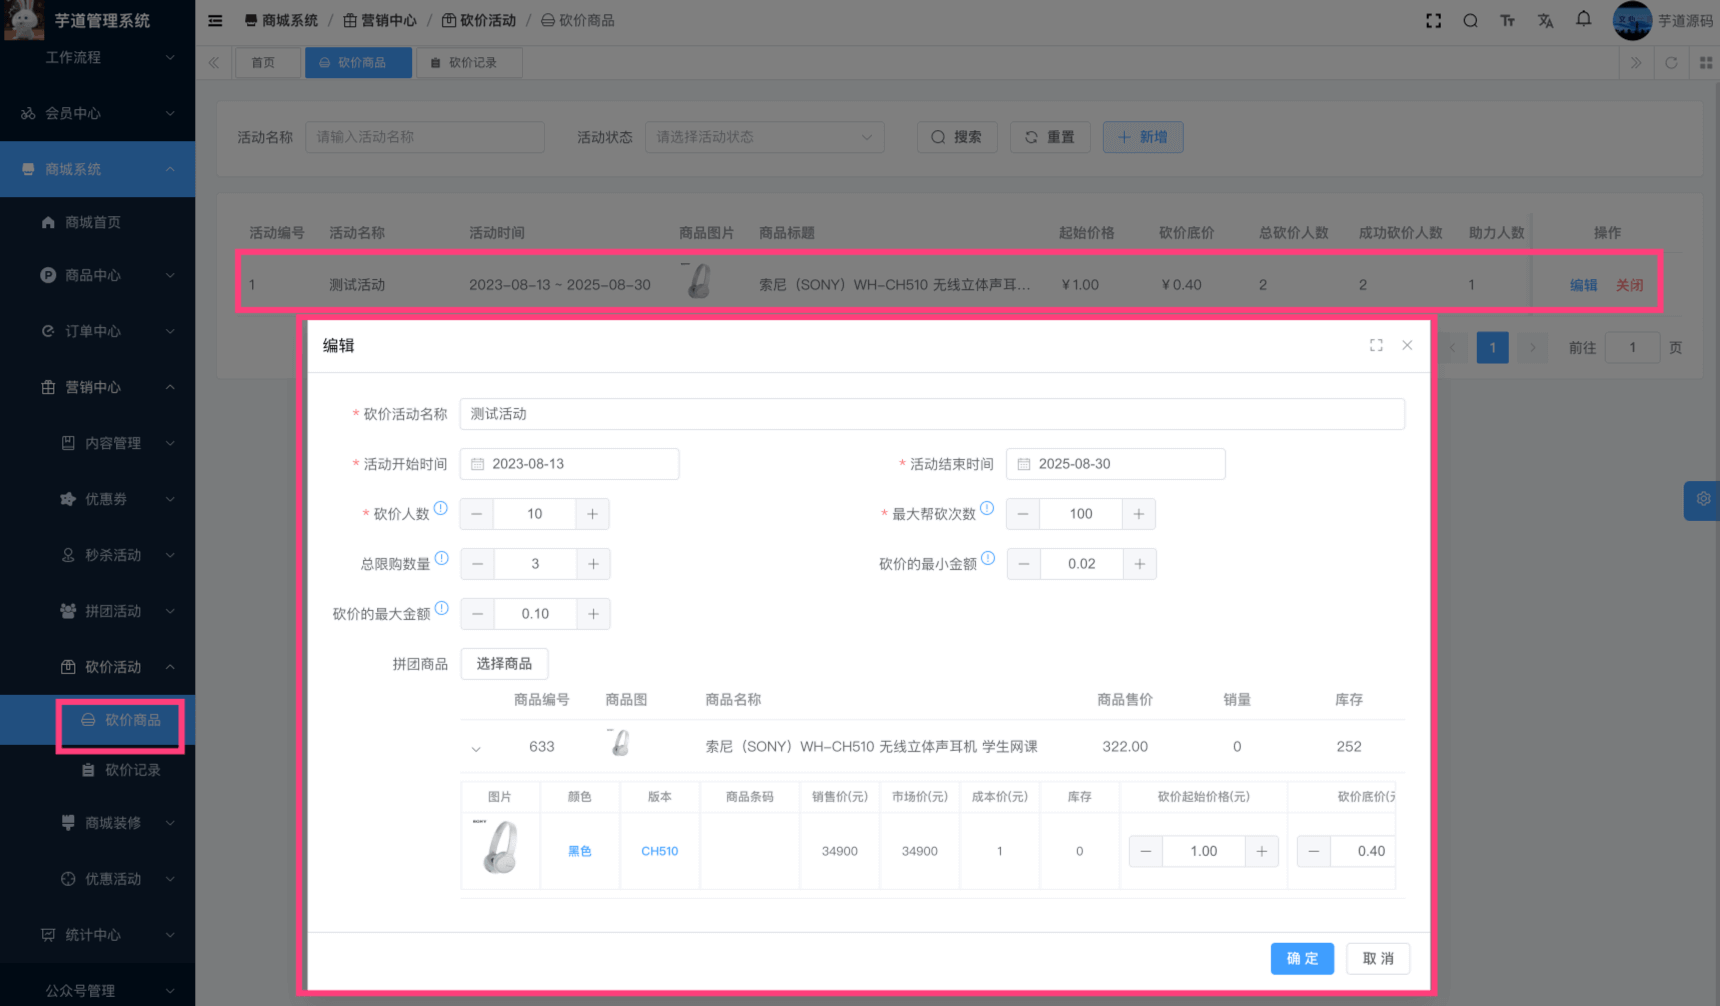 芋道管理系统
商城系统 / 营销中心 / 砍价活动 / 砍价商品
芋道源码
首页
砍价商品
砍价记录
工作流程
会员中心
商城系统
商城首页
商品中心
订单中心
营销中心
内容管理
优惠券
秒杀活动
拼团活动
砍价活动
砍价商品
砍价记录
商城装修
优惠活动
统计中心
公众号管理
活动名称 请输入活动名称 活动状态 请选择活动状态 搜索 重置 新增
活动编号 活动名称 活动时间 商品图片 商品标题 起始价格 砍价底价 总砍价人数 成功砍价人数 助力人数 操作
1 测试活动 2023-08-13 ~ 2025-08-30 索尼（SONY）WH-CH510 无线立体声耳... ￥1.00 ￥0.40 2 2 1 编辑 关闭
1 前往 1 页
编辑
* 砍价活动名称 测试活动
* 活动开始时间 2023-08-13 * 活动结束时间 2025-08-30
* 砍价人数 10 * 最大帮砍次数 100
总限购数量 3 砍价的最小金额 0.02
砍价的最大金额 0.10
拼团商品 选择商品
商品编号 商品图 商品名称 商品售价 销量 库存
633 索尼（SONY）WH-CH510 无线立体声耳机 学生网课 322.00 0 252
图片 颜色 版本 商品条码 销售价(元) 市场价(元) 成本价(元) 库存 砍价起始价格(元) 砍价底价(
黑色 CH510 34900 34900 1 0 1.00 0.40
确 定 取 消